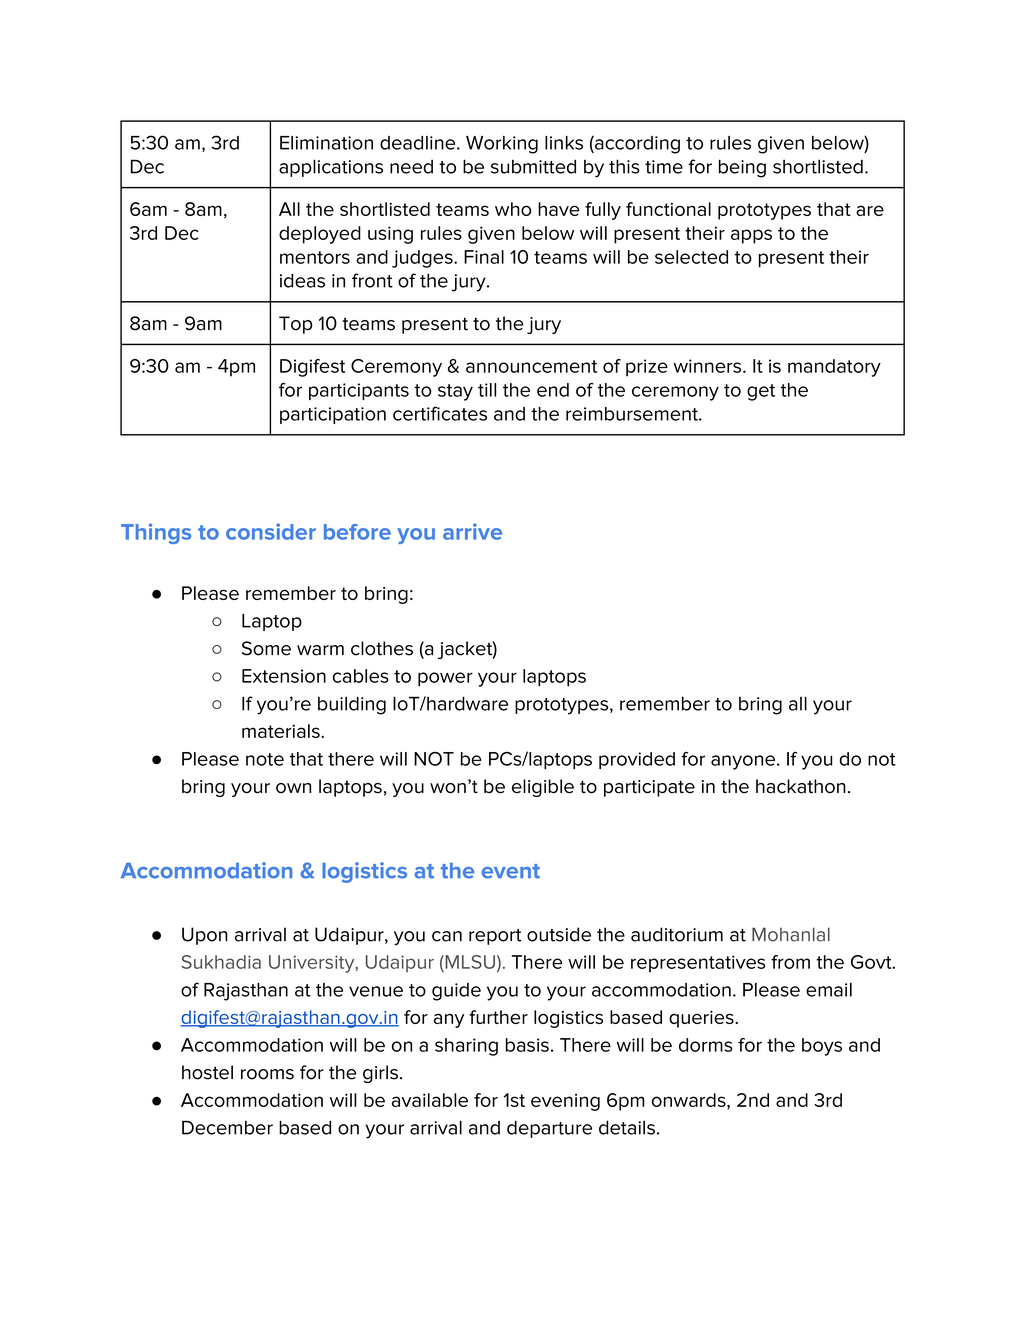 5:30 am, 3rd
Dec
Elimination deadline. Working links (according to rules given below)
applications need to be submitted by this time for being shortlisted.
6am - 8am,
3rd Dec
All the shortlisted teams who have fully functional prototypes that are
deployed using rules given below will present their apps to the
mentors and judges. Final 10 teams will be selected to present their
ideas in front of the jury.
8am - 9am
Top 10 teams present to the jury
9:30 am - 4pm
Digifest Ceremony & announcement of prize winners. It is mandatory
for participants to stay till the end of the ceremony to get the
participation certificates and the reimbursement.
Things to consider before you arrive
● Please remember to bring:
○ Laptop
○ Some warm clothes (a jacket)
○ Extension cables to power your laptops
○ If you’re building IoT/hardware prototypes, remember to bring all your
materials.
● Please note that there will NOT be PCs/laptops provided for anyone. If you do not
bring your own laptops, you won’t be eligible to participate in the hackathon.
Accommodation & logistics at the event
● Upon arrival at Udaipur, you can report outside the auditorium at Mohanlal
Sukhadia University, Udaipur (MLSU). There will be representatives from the Govt.
of Rajasthan at the venue to guide you to your accommodation. Please email
digifest@rajasthan.gov.in for any further logistics based queries.
● Accommodation will be on a sharing basis. There will be dorms for the boys and
hostel rooms for the girls.
● Accommodation will be available for 1st evening 6pm onwards, 2nd and 3rd
December based on your arrival and departure details.